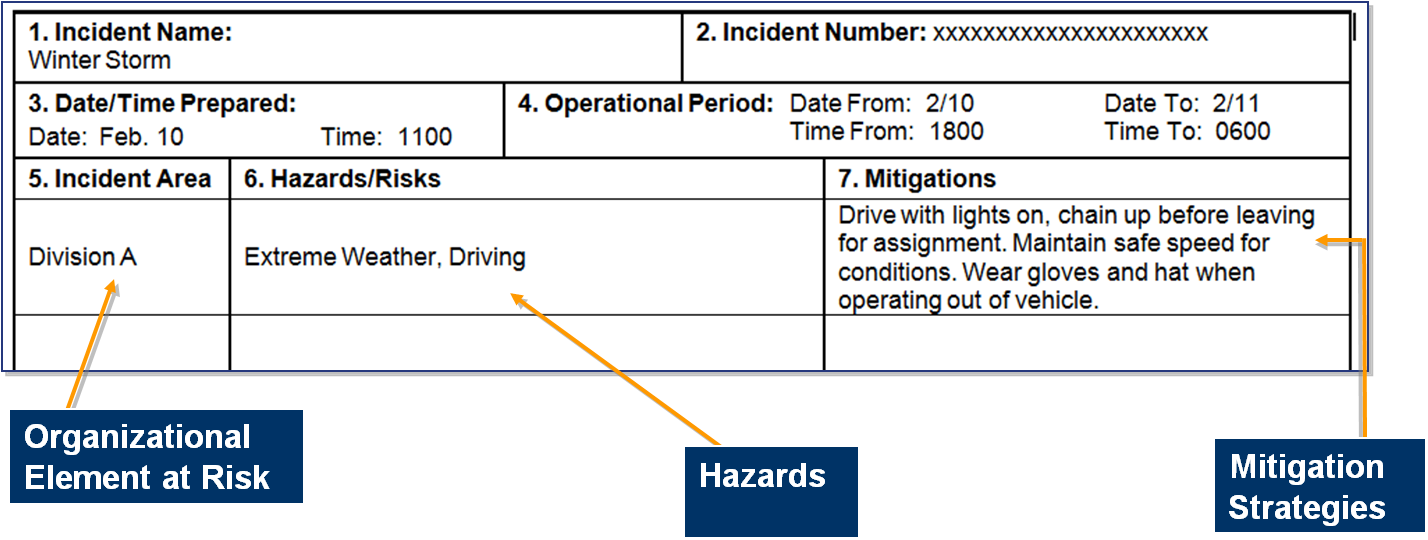 1. Incident Name:
Winter Storm
2. Incident Number: xxxxxxxxxxxxxxxxxxxxxx
3. Date/Time Prepared:
Date: Feb. 10 Time: 1100
4. Operational Period: Date From: 2/10 Date To: 2/11
Time From: 1800 Time To: 0600
5. Incident Area
6. Hazards/Risks
7. Mitigations
Division A
Extreme Weather, Driving
Drive with lights on, chain up before leaving
for assignment. Maintain safe speed for
conditions. Wear gloves and hat when
operating out of vehicle.
Organizational
Element at Risk
Hazards
Mitigation
Strategies